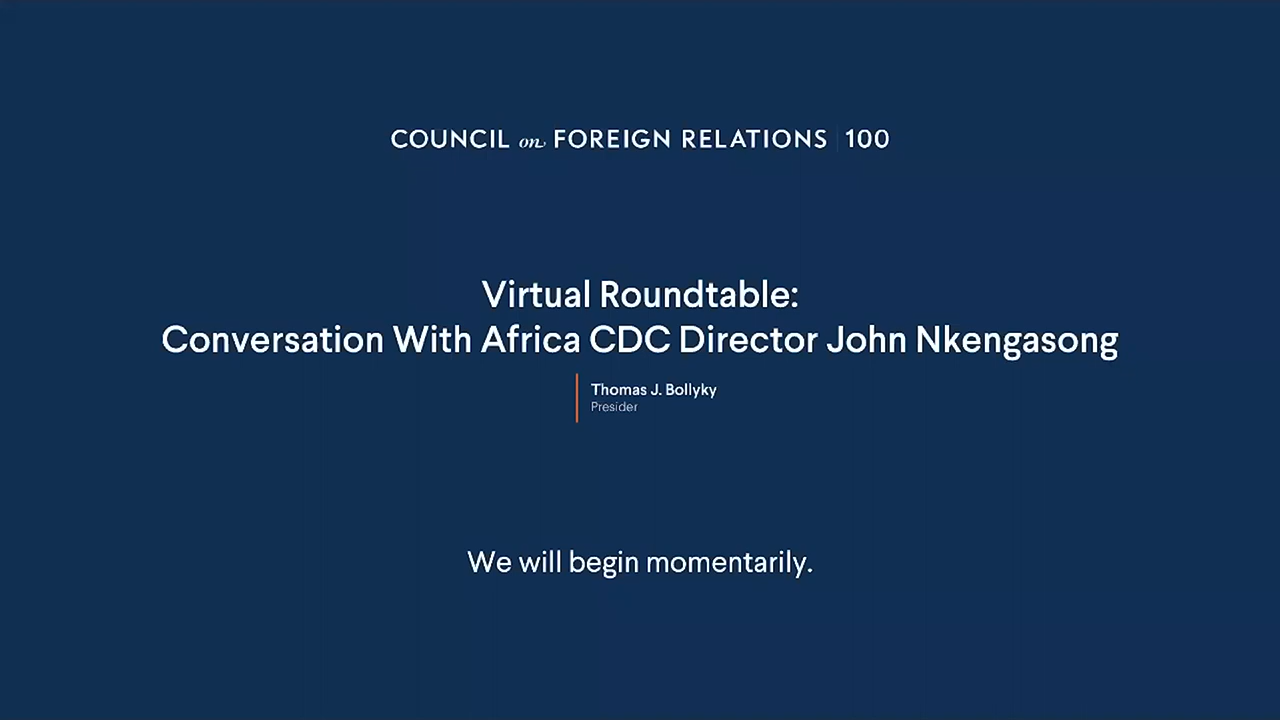 COUNCIL on FOREIGN RELATIONS | 100
Virtual Roundtable:
Conversation With Africa CDC Director John Nkengasong
Thomas J. Bollyky
Presider
We will begin momentarily.